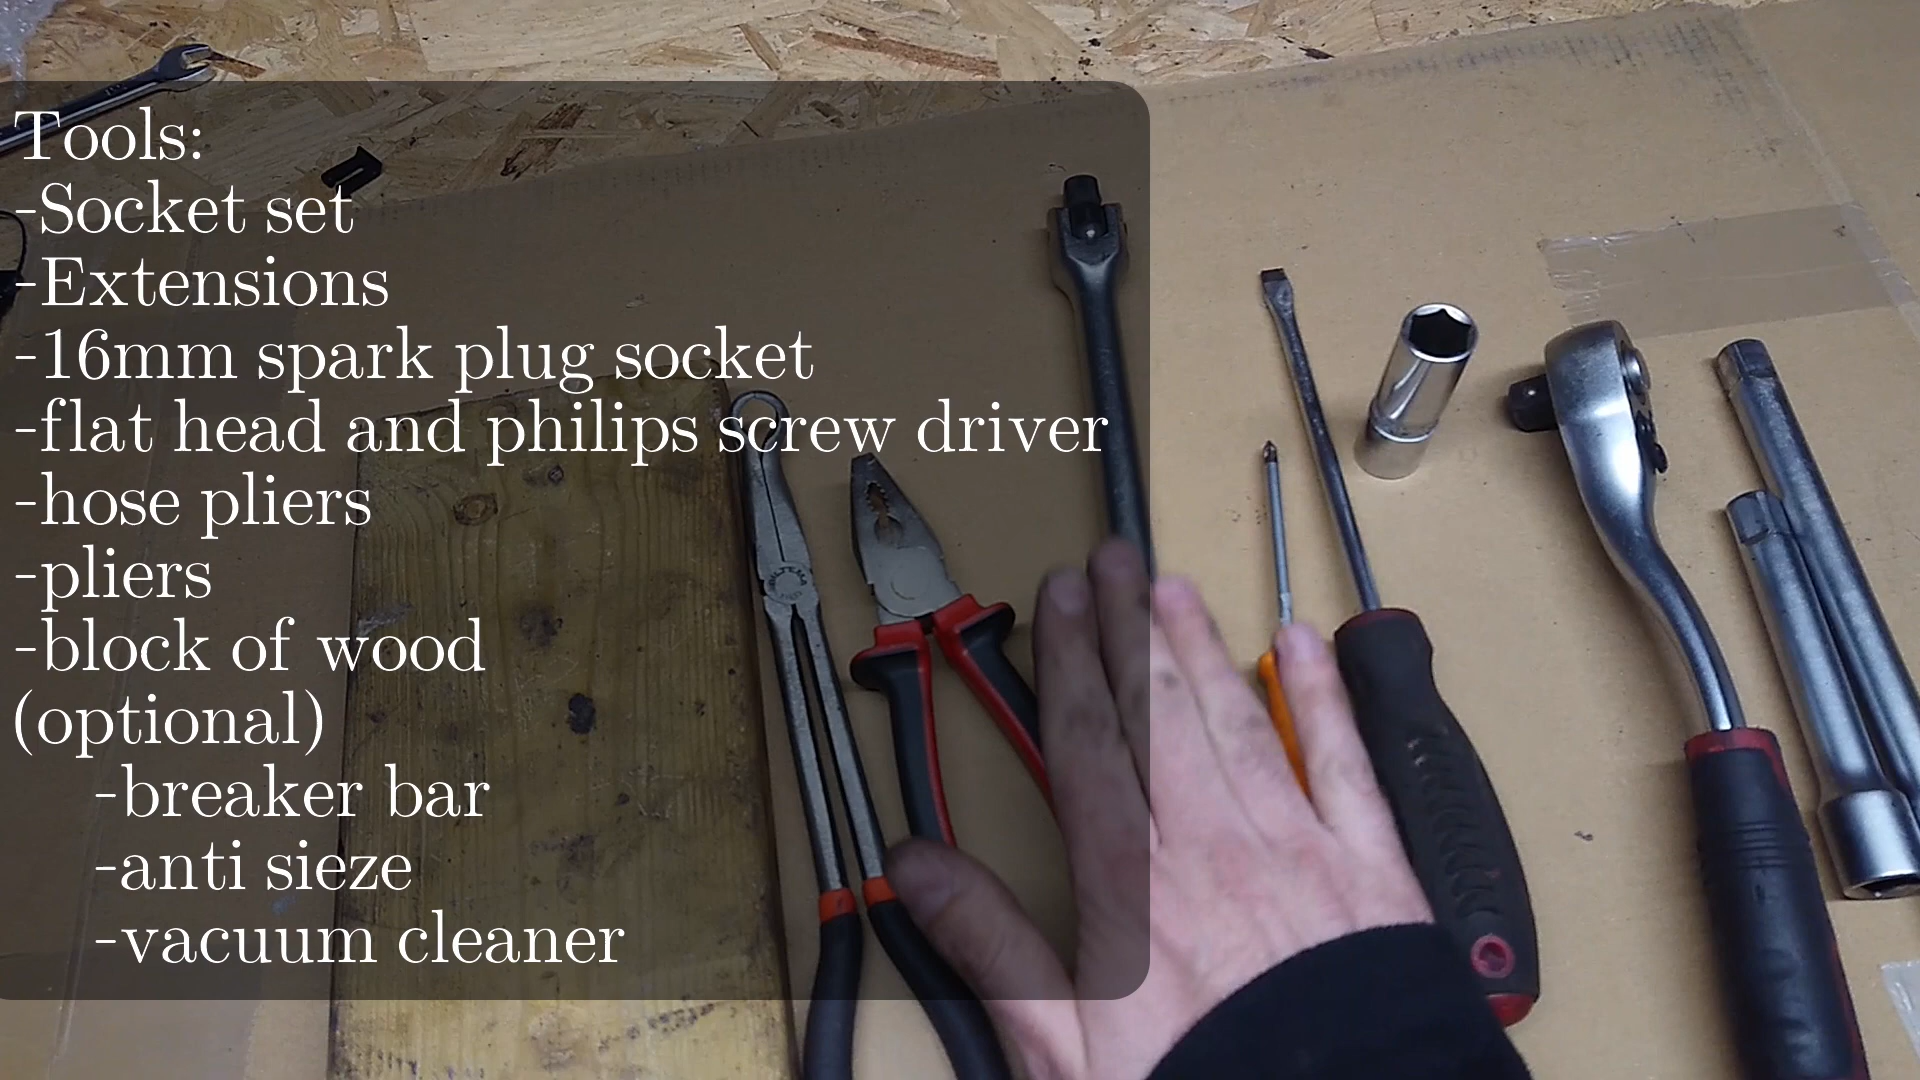 Tools:
-Socket set
-Extensions
-16mm spark plug socket
-flat head and philips screw driver
-hose pliers
-pliers
-block of wood
(optional)
-breaker bar
-anti sieze
-vacuum cleaner